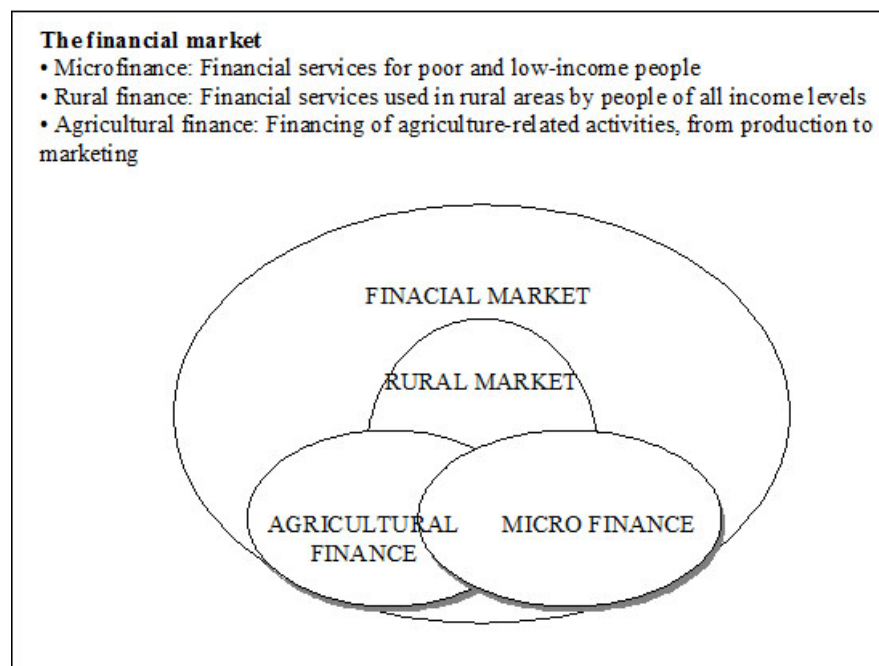 The financial market
• Microfinance: Financial services for poor and low-income people
• Rural finance: Financial services used in rural areas by people of all income levels
• Agricultural finance: Financing of agriculture-related activities, from production to
marketing
FINACIAL MARKET
RURAL MARKET
AGRICULTURAL
FINANCE
MICRO FINANCE